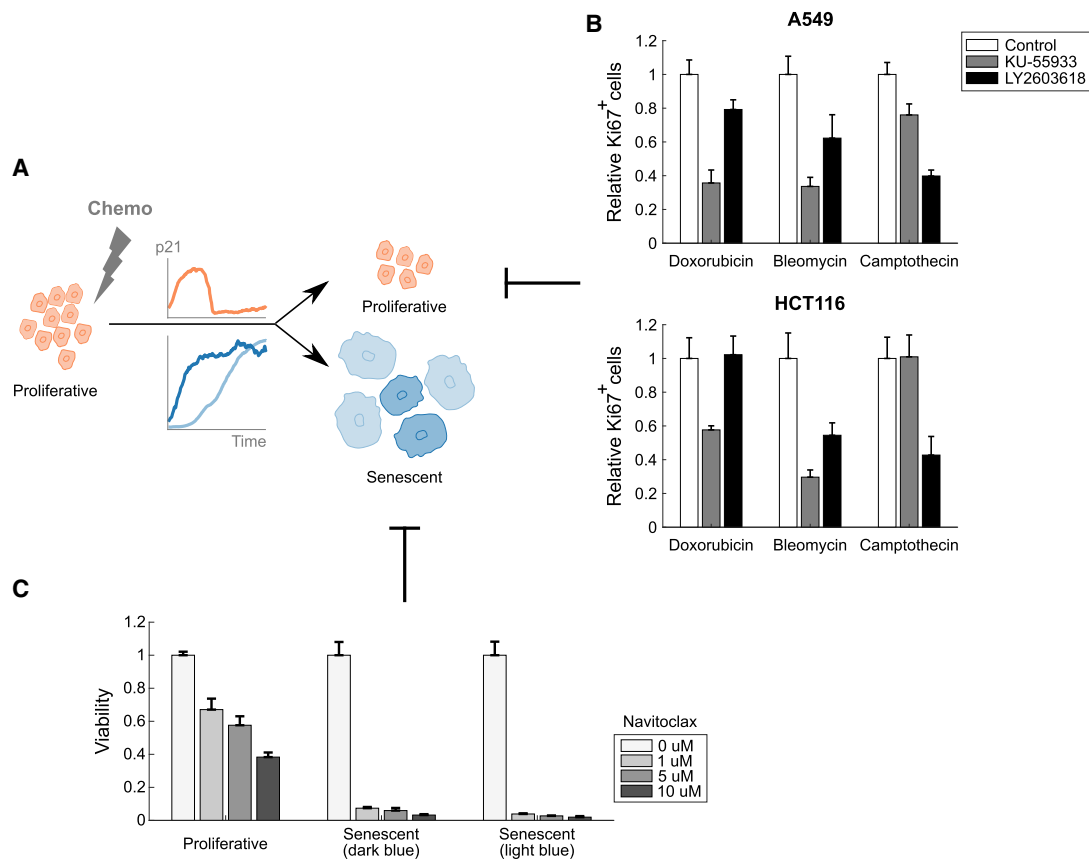 A
Chemo
p21
Proliferative
Time
Proliferative
Senescent
B
A549
Control
KU-55933
LY2603618
Relative Ki67+ cells
1.2
1
0.8
0.6
0.4
0.2
0
Doxorubicin Bleomycin Camptothecin
HCT116
Relative Ki67+ cells
1.2
1
0.8
0.6
0.4
0.2
0
Doxorubicin Bleomycin Camptothecin
C
Viability
1.2
1
0.8
0.6
0.4
0.2
0
Proliferative
Senescent
(dark blue)
Senescent
(light blue)
Navitoclax
0 uM
1 uM
5 uM
10 uM